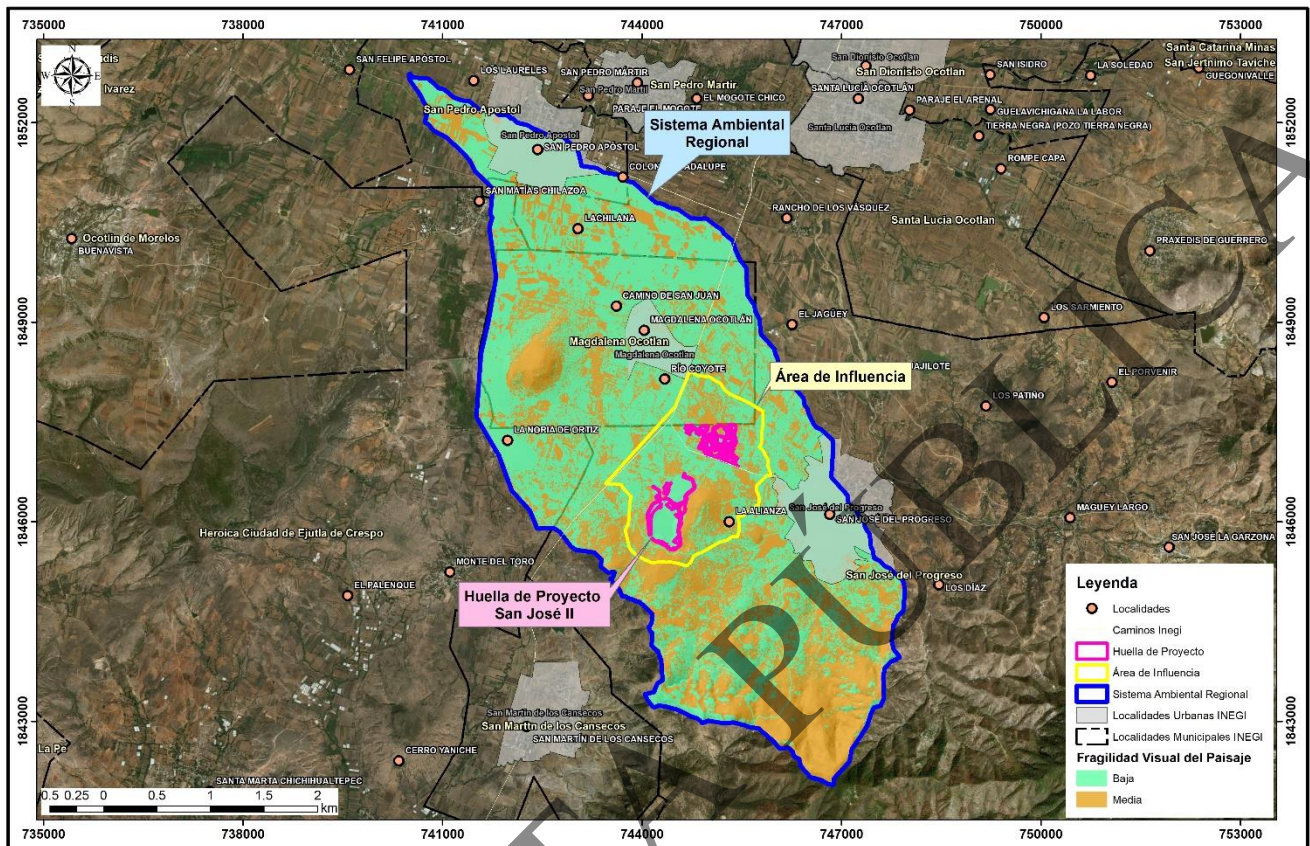 735000 738000 741000 744000 747000 750000 753000
N
W E
S
SAN FELIPE APÓSTOL
LOS LAURELES
SAN PEDRO MÁRTIR
San Pedro Martir
San Pedro Martir
EL MOGOTE CHICO
PARAJE EL MOGOTE
San Dionisio Ocotlan
San Dionisio Ocotlan
SANTA LUCÍA OCOTLÁN
PARAJE EL ARENAL
SAN ISIDRO
LA SOLEDAD
Santa Catarina Minas
San Jertnimo Taviche
GUEGONIVALLE
GUELAVICHIGANA LA LABOR
TIERRA NEGRA (POZO TIERRA NEGRA)
ROMPE CAPA
Santa Lucia Ocotlan
San Pedro Apostol
San Pedro Apostol
SAN PEDRO APÓSTOL
Sistema Ambiental
Regional
SAN MATÍAS CHILAZOA
LACHILANA
RANCHO DE LOS VÁSQUEZ
Santa Lucia Ocotlan
Ocotlin de Morelos
BUENAVISTA
PRAXEDIS DE GUERRERO
CAMINO DE SAN JUAN
MAGDALENA OCOTLÁN
Magdalena Ocotlan
Magdalena Ocotlan
EL JAGUEY
LOS SARMIENTO
RÍO COYOTE
Área de Influencia
EL PORVENIR
LOS PATIÑO
LA NORIA DE ORTIZ
LA ALIANZA
San José del Progreso
SAN JOSÉ DEL PROGRESO
MAGUEY LARGO
SAN JOSÉ LA GARZONA
Heroica Ciudad de Ejutla de Crespo
MONTE DEL TORO
EL PALENQUE
San José del Progreso
LOS DÍAZ
Huella de Proyecto
San José II
San Martin de los Cansecos
San Martin de los Cansecos
SAN MARTÍN DE LOS CANSECOS
La Pe
CERRO YANICHE
SANTA MARTA CHICHIHUALTEPEC
0.5 0.25 0 0.5 1 1.5 2
km
Leyenda
Localidades
Caminos Inegi
Huella de Proyecto
Área de Influencia
Sistema Ambiental Regional
Localidades Urbanas INEGI
Localidades Municipales INEGI
Fragilidad Visual del Paisaje
Baja
Media
1852000 1852000
1849000 1849000
1846000 1846000
1843000 1843000
735000 738000 741000 744000 747000 750000 753000